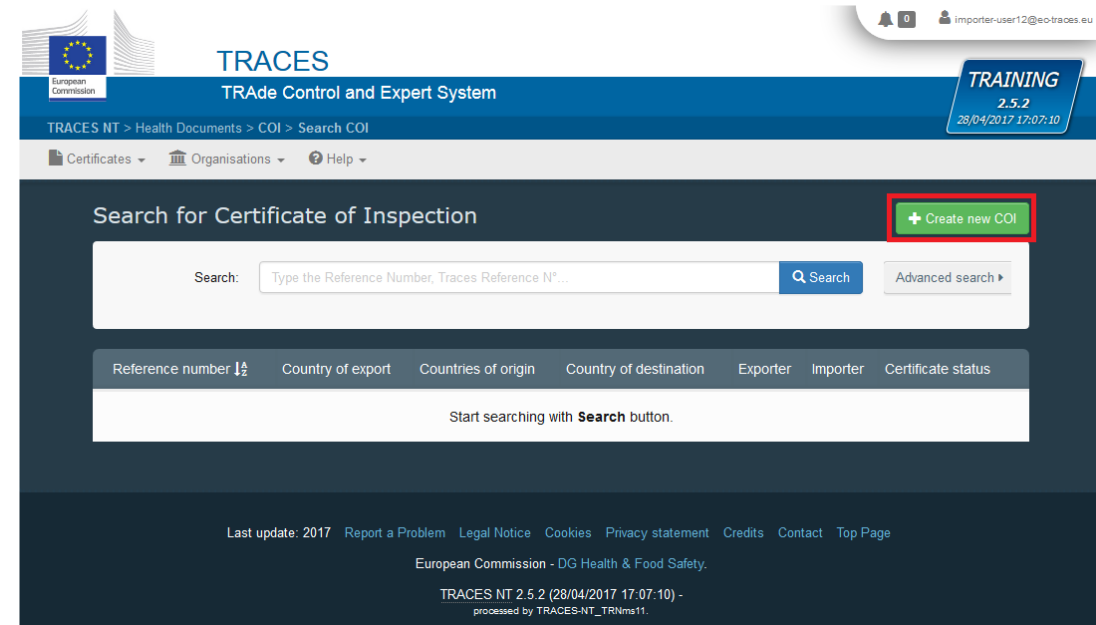 0 importer-user12@ec-traces.eu
TRACES
European
Commission
TRAde Control and Expert System
TRAINING
2.5.2
28/04/2017 17:07:10
TRACES NT > Health Documents > COI > Search COI
Certificates Organisations Help
Search for Certificate of Inspection
Create new COI
Search: Type the Reference Number, Traces Reference N°... Search Advanced search
Reference number Country of export Countries of origin Country of destination Exporter Importer Certificate status
Start searching with Search button.
Last update: 2017 Report a Problem Legal Notice Cookies Privacy statement Credits Contact Top Page
European Commission - DG Health & Food Safety.
TRACES NT 2.5.2 (28/04/2017 17:07:10) -
processed by TRACES-NT_TRNms11.